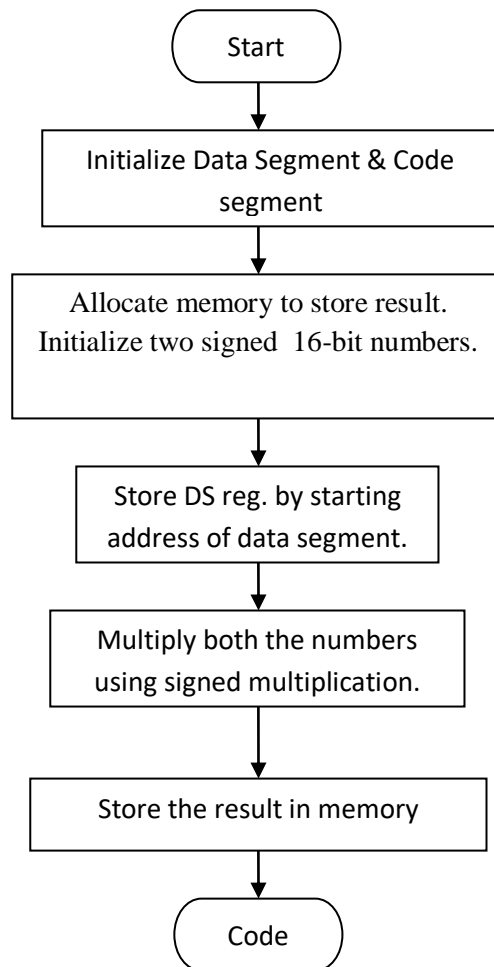 Start
Initialize Data Segment & Code
segment
Allocate memory to store result.
Initialize two signed 16-bit numbers.
Store DS reg. by starting
address of data segment.
Multiply both the numbers
using signed multiplication.
Store the result in memory
Code